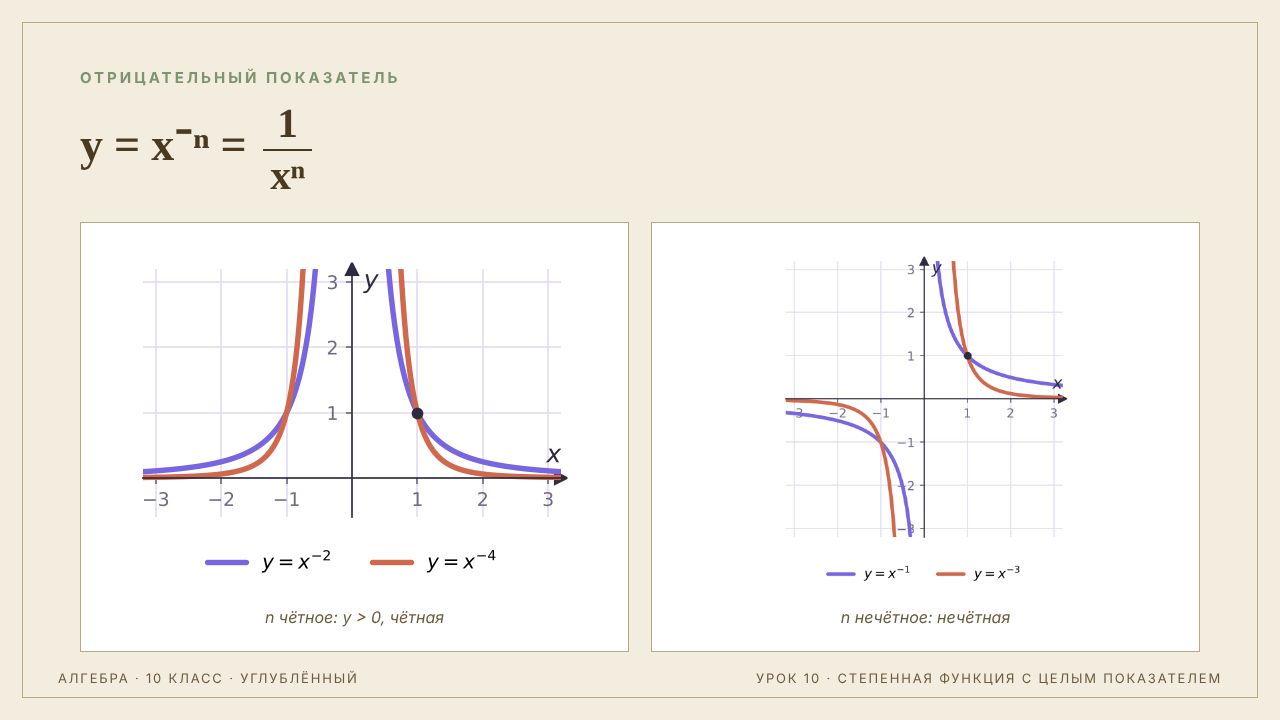 ОТРИЦАТЕЛЬНЫЙ ПОКАЗАТЕЛЬ
y = x⁻ⁿ = 1/xⁿ
3 y
2
1
x
−3 −2 −1 1 2 3
y = x⁻² y = x⁻⁴
n чётное: y > 0, чётная
3 y
2
1
x
−3 −2 −1 1 2 3
−1
−2
−3
y = x⁻¹ y = x⁻³
n нечётное: нечётная
АЛГЕБРА · 10 КЛАСС · УГЛУБЛЁННЫЙ
УРОК 10 · СТЕПЕННАЯ ФУНКЦИЯ С ЦЕЛЫМ ПОКАЗАТЕЛЕМ